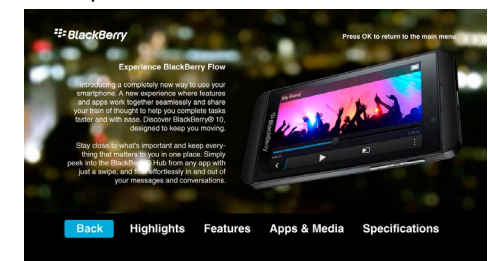 BlackBerry
Press OK to return to the main menu
Experience BlackBerry Flow
Introducing a completely new way to use your
smartphone. A new experience where features
and apps work together seamlessly and share
your train of thought to help you complete tasks
faster and with ease. Discover BlackBerry® 10,
designed to keep you moving.
Stay close to what's important and keep every-
thing that matters to you in one place. Simply
peek into the BlackBerry® Hub from any app with
just a swipe, and flow effortlessly in and out of
your messages and conversations.
My Band
BlackBerry
Back Highlights Features Apps & Media Specifications